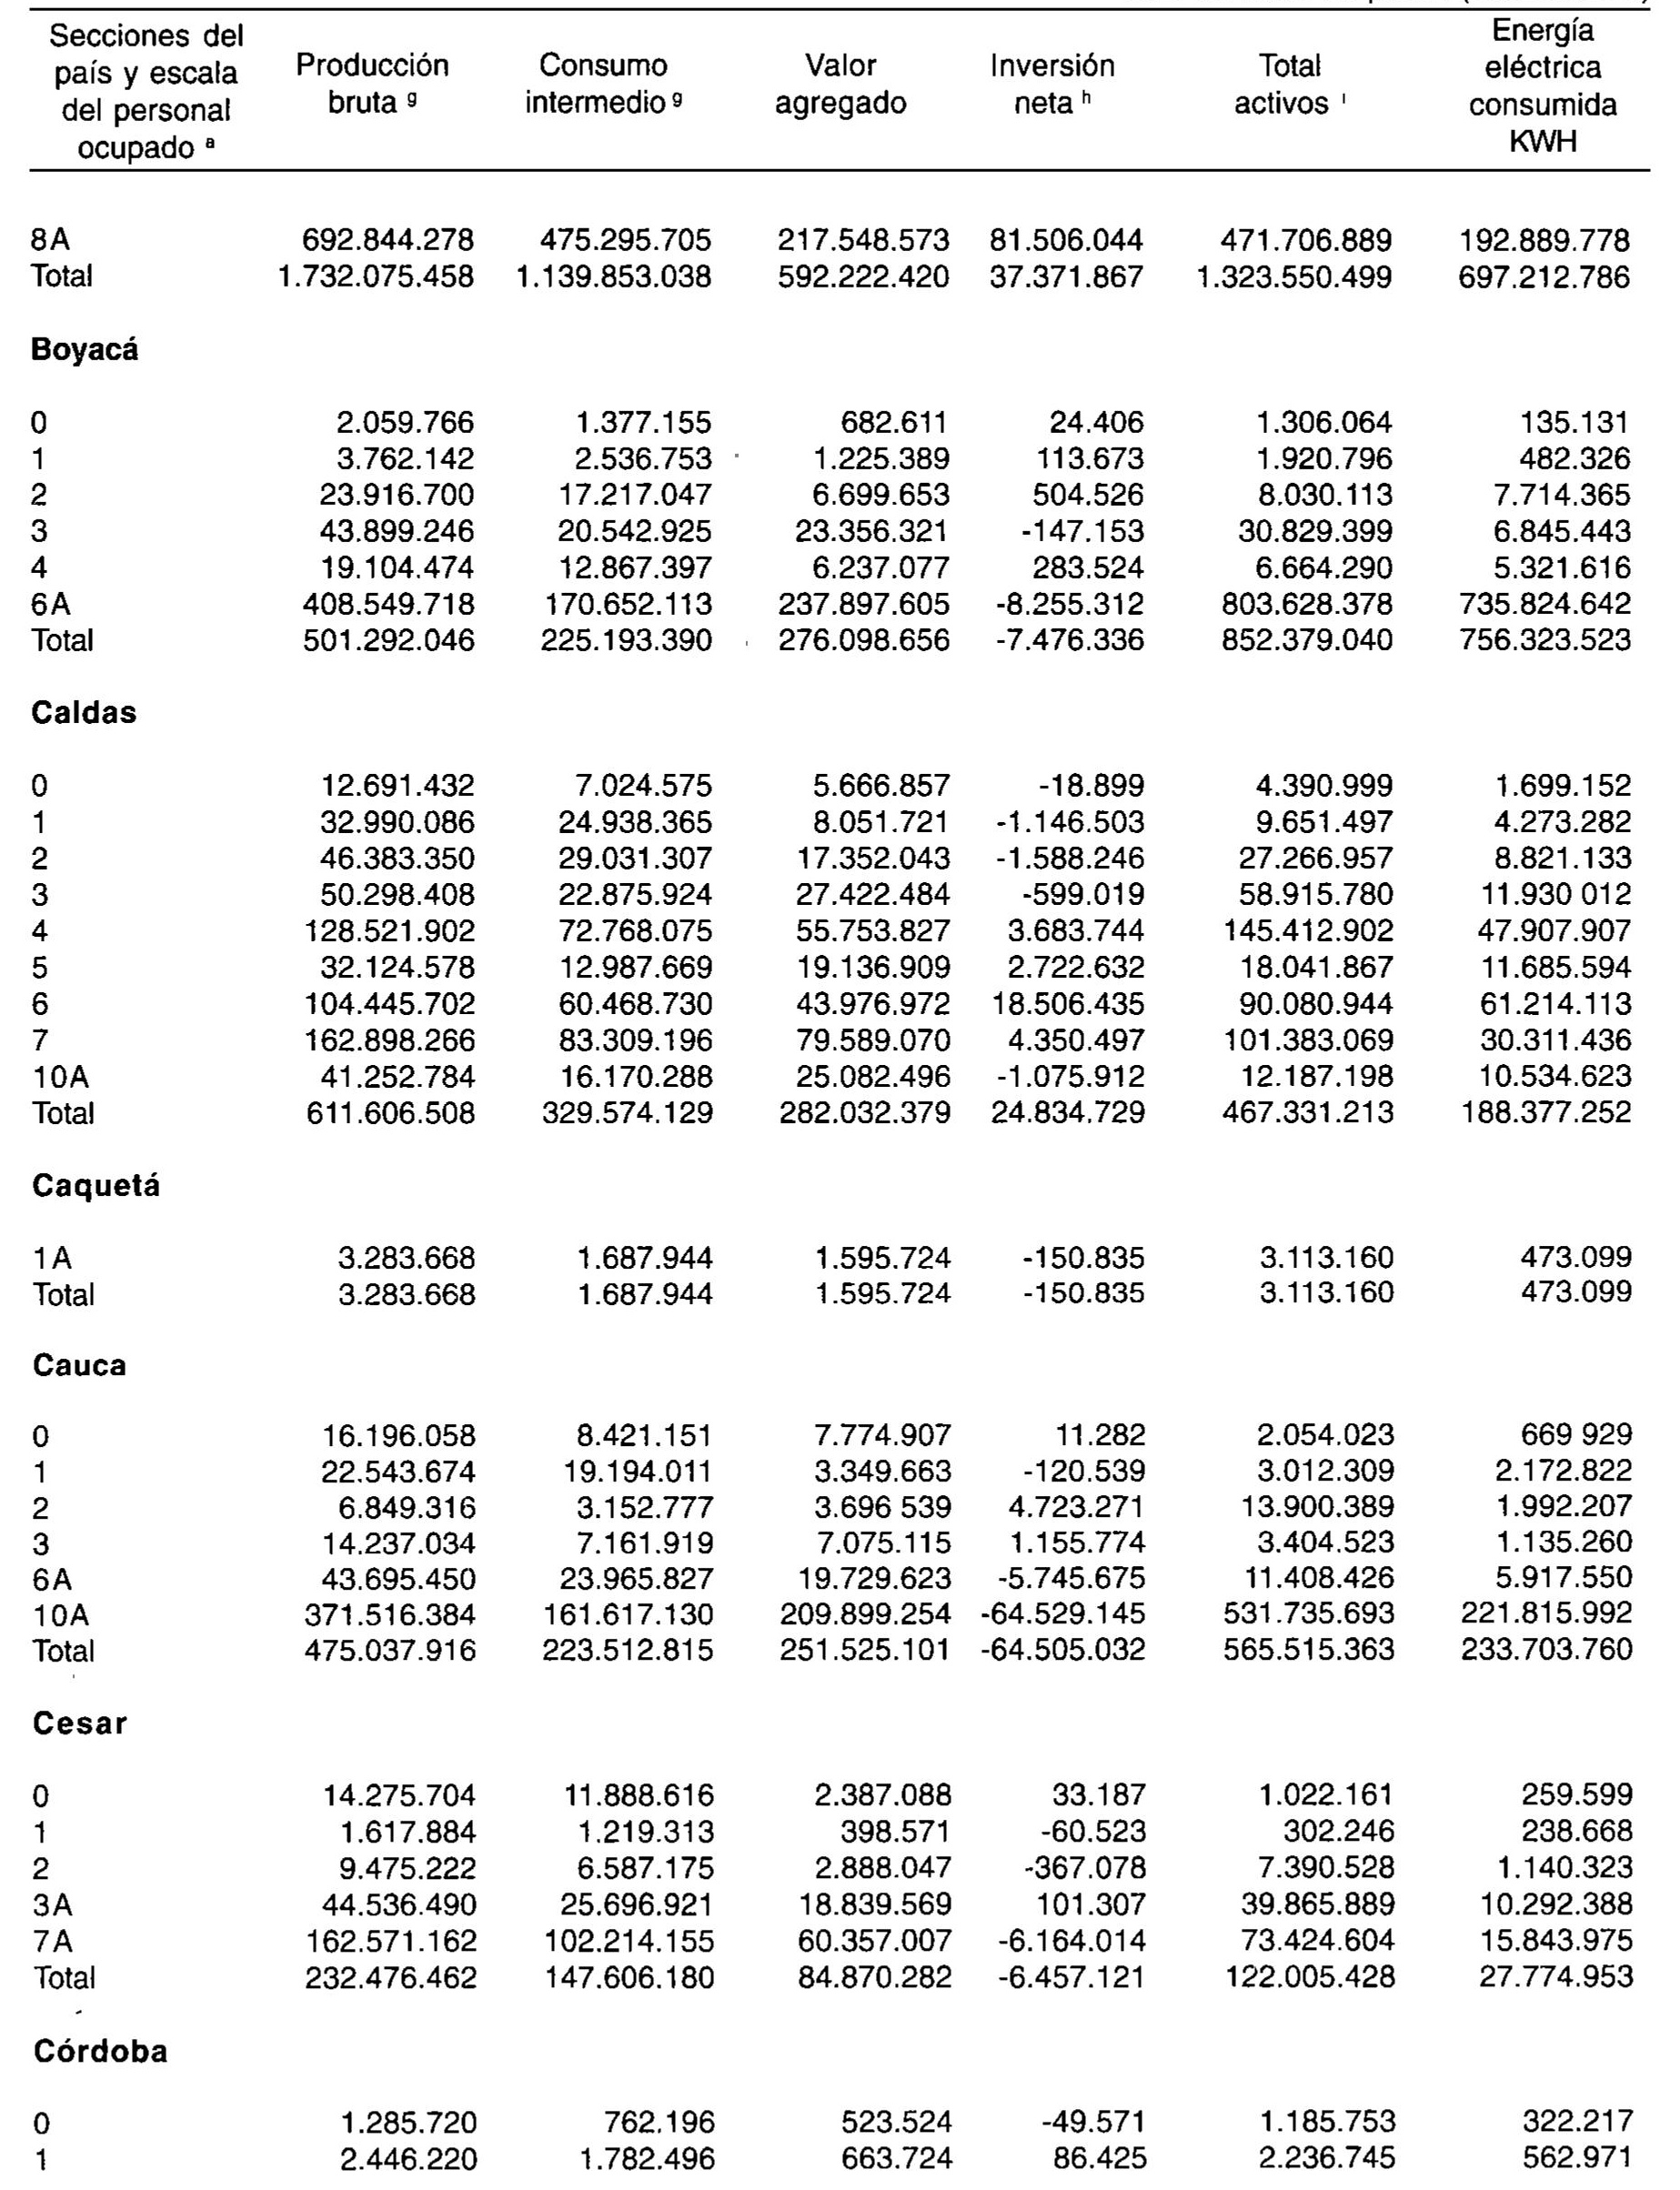 Secciones del país y escala del personal ocupado a Producción bruta g Consumo intermedio g Valor agregado Inversión neta h Total activos i Energía eléctrica consumida KWH
8A 692.844.278 475.295.705 217.548.573 81.506.044 471.706.889 192.889.778
Total 1.732.075.458 1.139.853.038 592.222.420 37.371.867 1.323.550.499 697.212.786
Boyacá
0 2.059.766 1.377.155 682.611 24.406 1.306.064 135.131
1 3.762.142 2.536.753 1.225.389 113.673 1.920.796 482.326
2 23.916.700 17.217.047 6.699.653 504.526 8.030.113 7.714.365
3 43.899.246 20.542.925 23.356.321 -147.153 30.829.399 6.845.443
4 19.104.474 12.867.397 6.237.077 283.524 6.664.290 5.321.616
6A 408.549.718 170.652.113 237.897.605 -8.255.312 803.628.378 735.824.642
Total 501.292.046 225.193.390 276.098.656 -7.476.336 852.379.040 756.323.523
Caldas
0 12.691.432 7.024.575 5.666.857 -18.899 4.390.999 1.699.152
1 32.990.086 24.938.365 8.051.721 -1.146.503 9.651.497 4.273.282
2 46.383.350 29.031.307 17.352.043 -1.588.246 27.266.957 8.821.133
3 50.298.408 22.875.924 27.422.484 -599.019 58.915.780 11.930 012
4 128.521.902 72.768.075 55.753.827 3.683.744 145.412.902 47.907.907
5 32.124.578 12.987.669 19.136.909 2.722.632 18.041.867 11.685.594
6 104.445.702 60.468.730 43.976.972 18.506.435 90.080.944 61.214.113
7 162.898.266 83.309.196 79.589.070 4.350.497 101.383.069 30.311.436
10A 41.252.784 16.170.288 25.082.496 -1.075.912 12.187.198 10.534.623
Total 611.606.508 329.574.129 282.032.379 24.834.729 467.331.213 188.377.252
Caquetá
1A 3.283.668 1.687.944 1.595.724 -150.835 3.113.160 473.099
Total 3.283.668 1.687.944 1.595.724 -150.835 3.113.160 473.099
Cauca
0 16.196.058 8.421.151 7.774.907 11.282 2.054.023 669 929
1 22.543.674 19.194.011 3.349.663 -120.539 3.012.309 2.172.822
2 6.849.316 3.152.777 3.696 539 4.723.271 13.900.389 1.992.207
3 14.237.034 7.161.919 7.075.115 1.155.774 3.404.523 1.135.260
6A 43.695.450 23.965.827 19.729.623 -5.745.675 11.408.426 5.917.550
10A 371.516.384 161.617.130 209.899.254 -64.529.145 531.735.693 221.815.992
Total 475.037.916 223.512.815 251.525.101 -64.505.032 565.515.363 233.703.760
Cesar
0 14.275.704 11.888.616 2.387.088 33.187 1.022.161 259.599
1 1.617.884 1.219.313 398.571 -60.523 302.246 238.668
2 9.475.222 6.587.175 2.888.047 -367.078 7.390.528 1.140.323
3A 44.536.490 25.696.921 18.839.569 101.307 39.865.889 10.292.388
7A 162.571.162 102.214.155 60.357.007 -6.164.014 73.424.604 15.843.975
Total 232.476.462 147.606.180 84.870.282 -6.457.121 122.005.428 27.774.953
Córdoba
0 1.285.720 762.196 523.524 -49.571 1.185.753 322.217
1 2.446.220 1.782.496 663.724 86.425 2.236.745 562.971